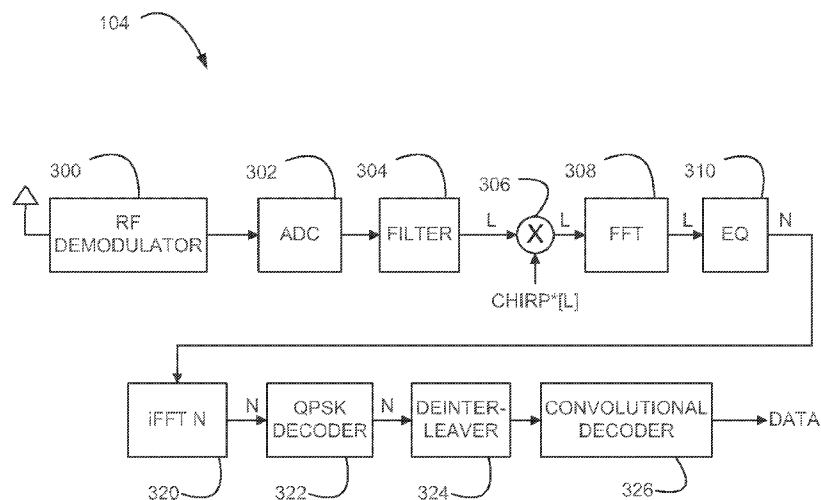 104
300
302
304
306
308
310
RF
DEMODULATOR
ADC
FILTER
L
X
L
FFT
L
EQ
N
CHIRP*[L]
iFFT N
N
QPSK
DECODER
N
DEINTER-
LEAVER
CONVOLUTIONAL
DECODER
DATA
320
322
324
326